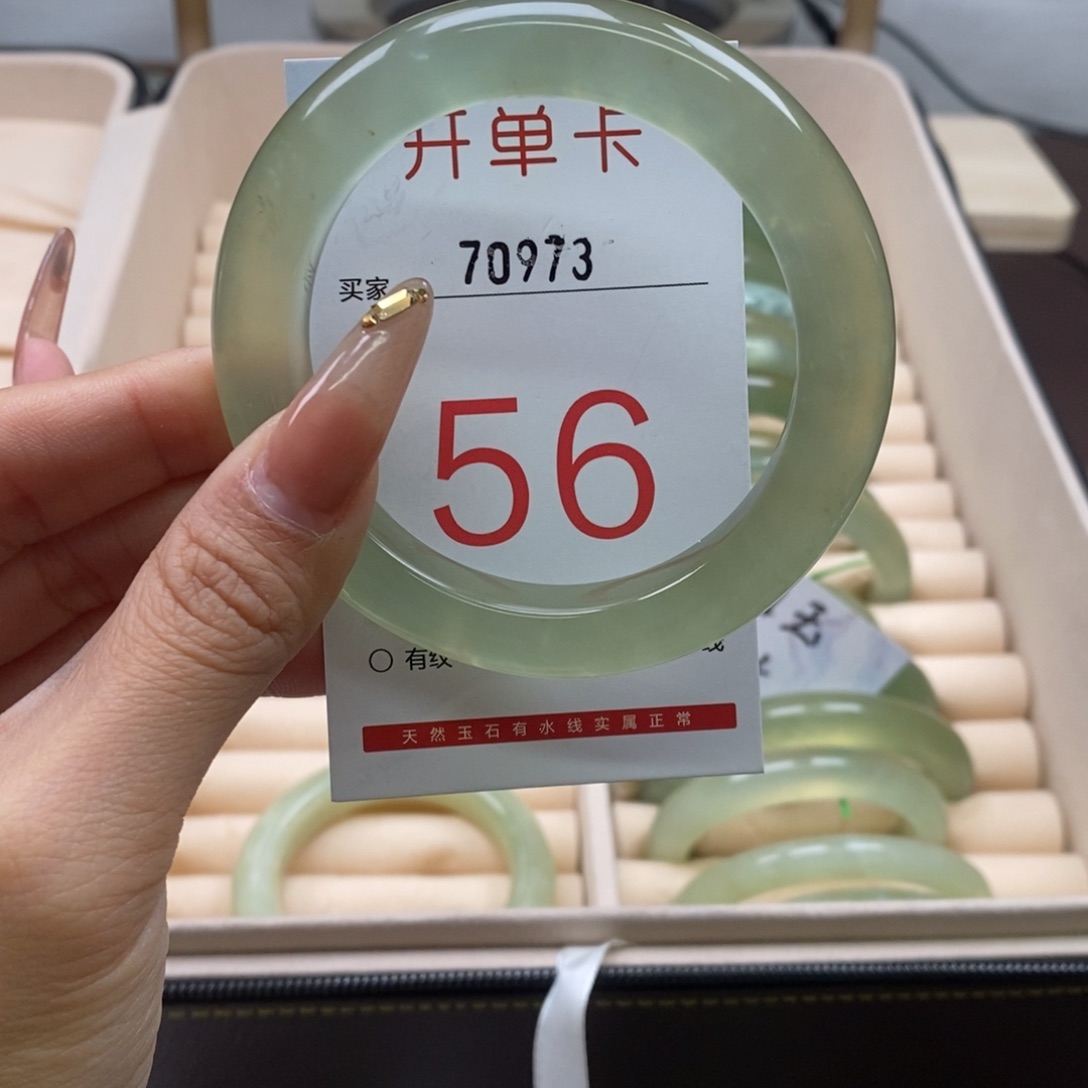 开单卡
买家 70973
56
○ 有纹
天然玉石有水线实属正常